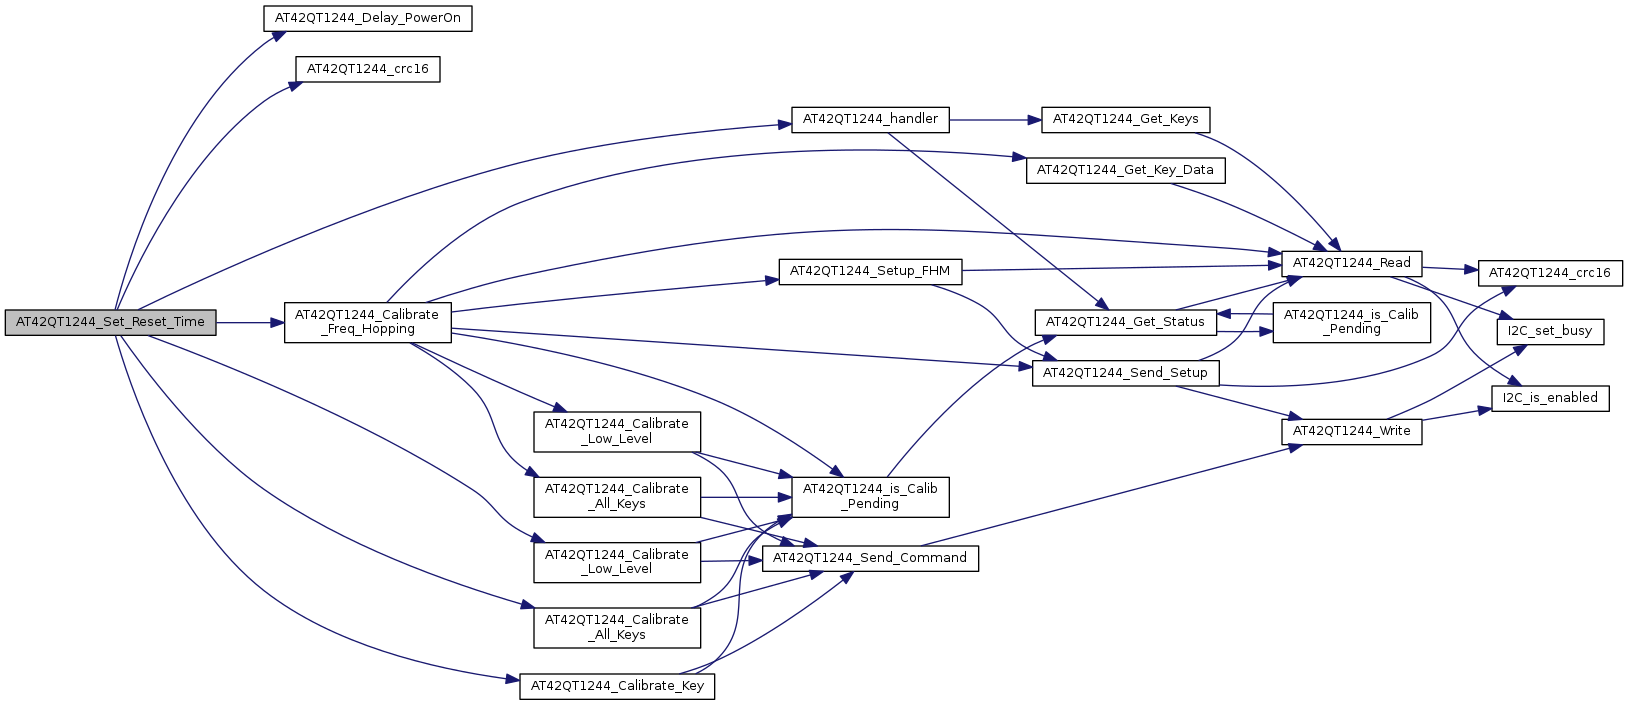 AT42QT1244_Delay_PowerOn
AT42QT1244_crc16
AT42QT1244_handler
AT42QT1244_Get_Keys
AT42QT1244_Get_Key_Data
AT42QT1244_Setup_FHM
AT42QT1244_Read
AT42QT1244_crc16
AT42QT1244_Set_Reset_Time
AT42QT1244_Calibrate
_Freq_Hopping
AT42QT1244_Get_Status
AT42QT1244_is_Calib
_Pending
I2C_set_busy
AT42QT1244_Send_Setup
I2C_is_enabled
AT42QT1244_Calibrate
_Low_Level
AT42QT1244_Write
AT42QT1244_Calibrate
_All_Keys
AT42QT1244_is_Calib
_Pending
AT42QT1244_Calibrate
_Low_Level
AT42QT1244_Send_Command
AT42QT1244_Calibrate
_All_Keys
AT42QT1244_Calibrate_Key